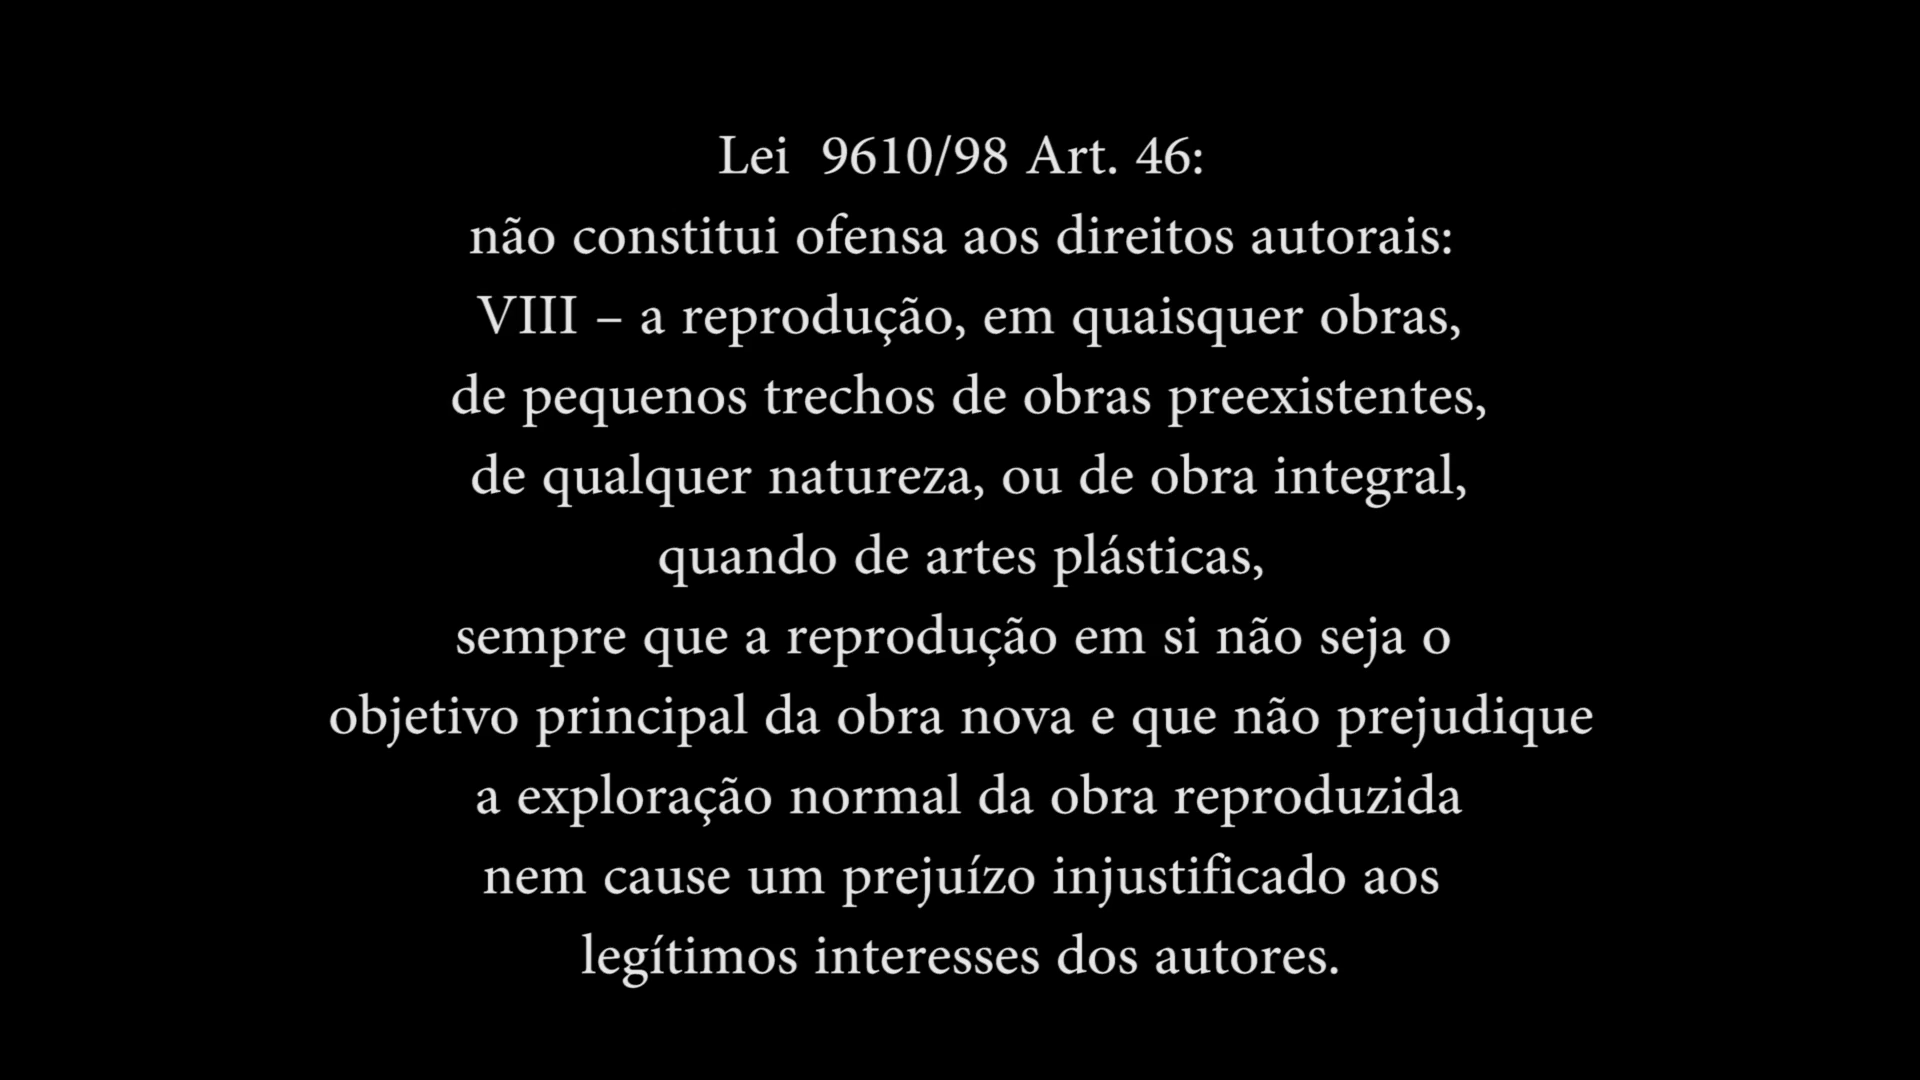 Lei  9610/98 Art. 46:
não constitui ofensa aos direitos autorais:
VIII – a reprodução, em quaisquer obras,
de pequenos trechos de obras preexistentes,
de qualquer natureza, ou de obra integral,
quando de artes plásticas,
sempre que a reprodução em si não seja o
objetivo principal da obra nova e que não prejudique
a exploração normal da obra reproduzida
nem cause um prejuízo injustificado aos
legítimos interesses dos autores.